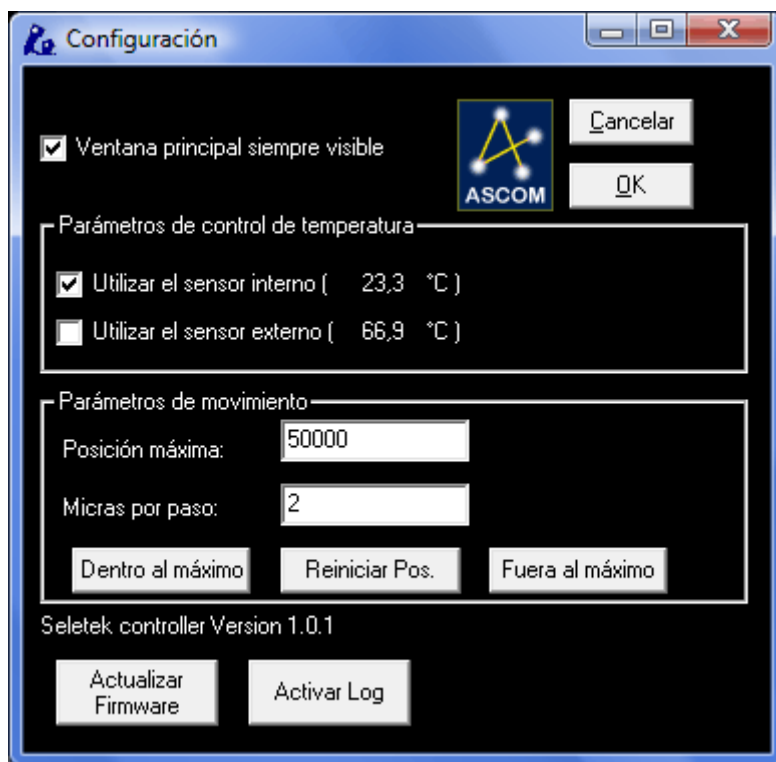 Configuración
Ventana principal siempre visible
ASCOM
Cancelar
OK
Parámetros de control de temperatura
Utilizar el sensor interno ( 23,3 °C )
Utilizar el sensor externo ( 66,9 °C )
Parámetros de movimiento
Posición máxima: 50000
Micras por paso: 2
Dentro al máximo Reiniciar Pos. Fuera al máximo
Seletek controller Version 1.0.1
Actualizar
Firmware
Activar Log